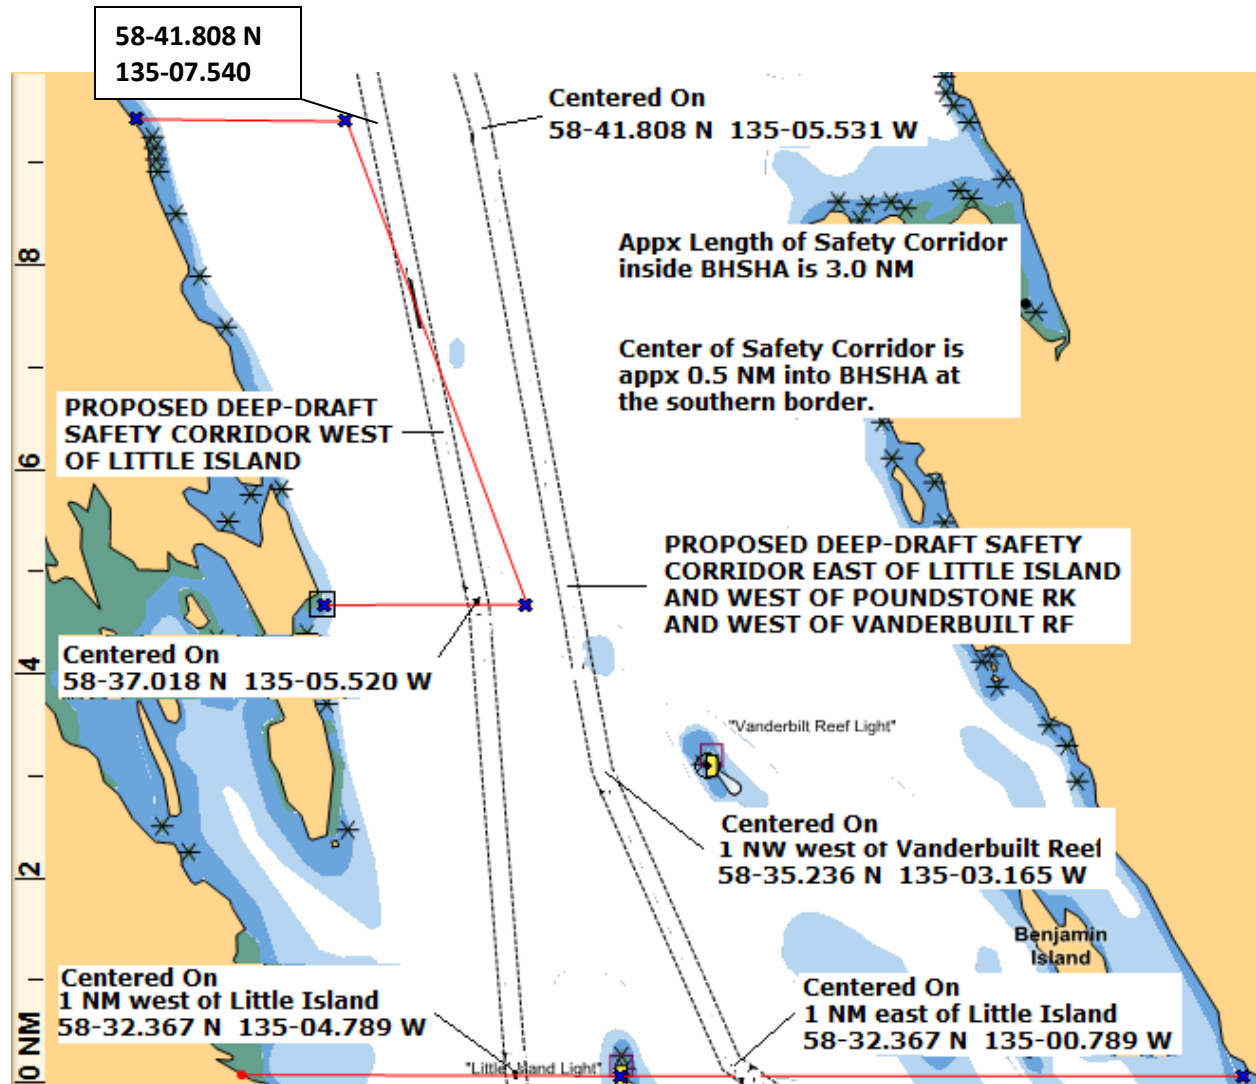 58-41.808 N
135-07.540
Centered On
58-41.808 N 135-05.531 W
Appx Length of Safety Corridor
inside BHSHA is 3.0 NM
8
Center of Safety Corridor is
appx 0.5 NM into BHSHA at
the southern border.
PROPOSED DEEP-DRAFT
SAFETY CORRIDOR WEST
OF LITTLE ISLAND
6
PROPOSED DEEP-DRAFT SAFETY
CORRIDOR EAST OF LITTLE ISLAND
AND WEST OF POUNDSTONE RK
AND WEST OF VANDERBUILT RF
Centered On
58-37.018 N 135-05.520 W
4
"Vanderbilt Reef Light"
Centered On
1 NW west of Vanderbuilt Reef
58-35.236 N 135-03.165 W
2
Benjamin
Island
Centered On
1 NM west of Little Island
58-32.367 N 135-04.789 W
Centered On
1 NM east of Little Island
58-32.367 N 135-00.789 W
0 NM
"Little Island Light"